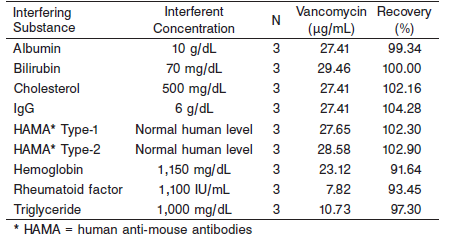 Interfering Substance Interferent Concentration N Vancomycin (µg/mL) Recovery (%)
Albumin 10 g/dL 3 27.41 99.34
Bilirubin 70 mg/dL 3 29.46 100.00
Cholesterol 500 mg/dL 3 27.41 102.16
IgG 6 g/dL 3 27.41 104.28
HAMA* Type-1 Normal human level 3 27.65 102.30
HAMA* Type-2 Normal human level 3 28.58 102.90
Hemoglobin 1,150 mg/dL 3 23.12 91.64
Rheumatoid factor 1,100 IU/mL 3 7.82 93.45
Triglyceride 1,000 mg/dL 3 10.73 97.30
* HAMA = human anti-mouse antibodies